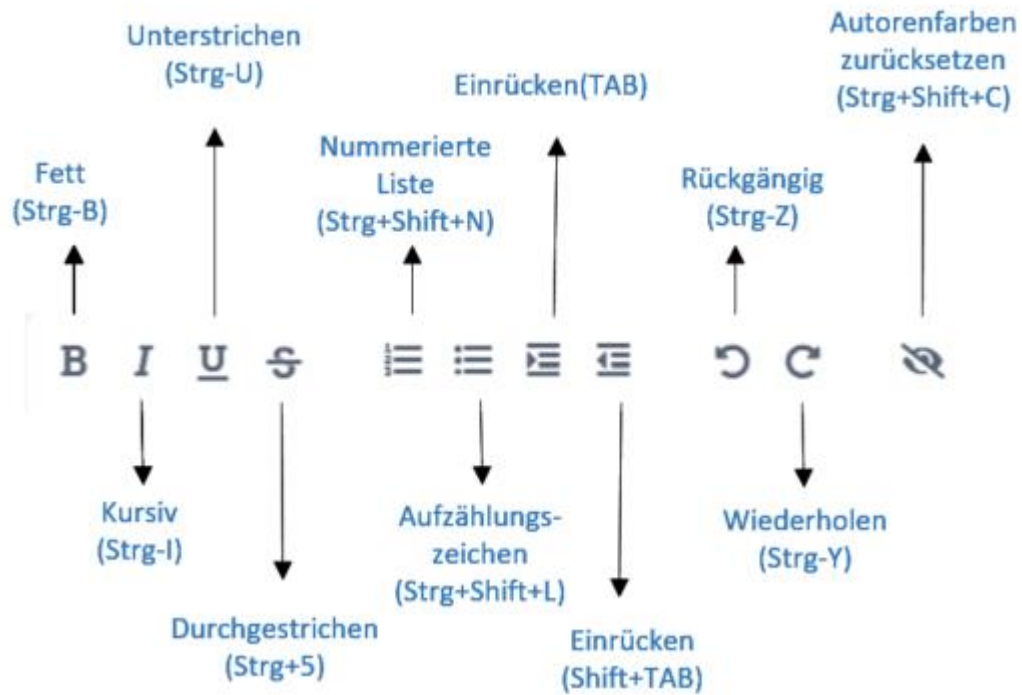 Unterstrichen
(Strg-U)
Autorenfarben
zurücksetzen
(Strg+Shift+C)
Einrücken(TAB)
Nummerierte
Liste
(Strg+Shift+N)
Fett
(Strg-B)
Rückgängig
(Strg-Z)
B I U S
Kursiv
(Strg-I)
Aufzählungs-
zeichen
(Strg+Shift+L)
Wiederholen
(Strg-Y)
Durchgestrichen
(Strg+5)
Einrücken
(Shift+TAB)